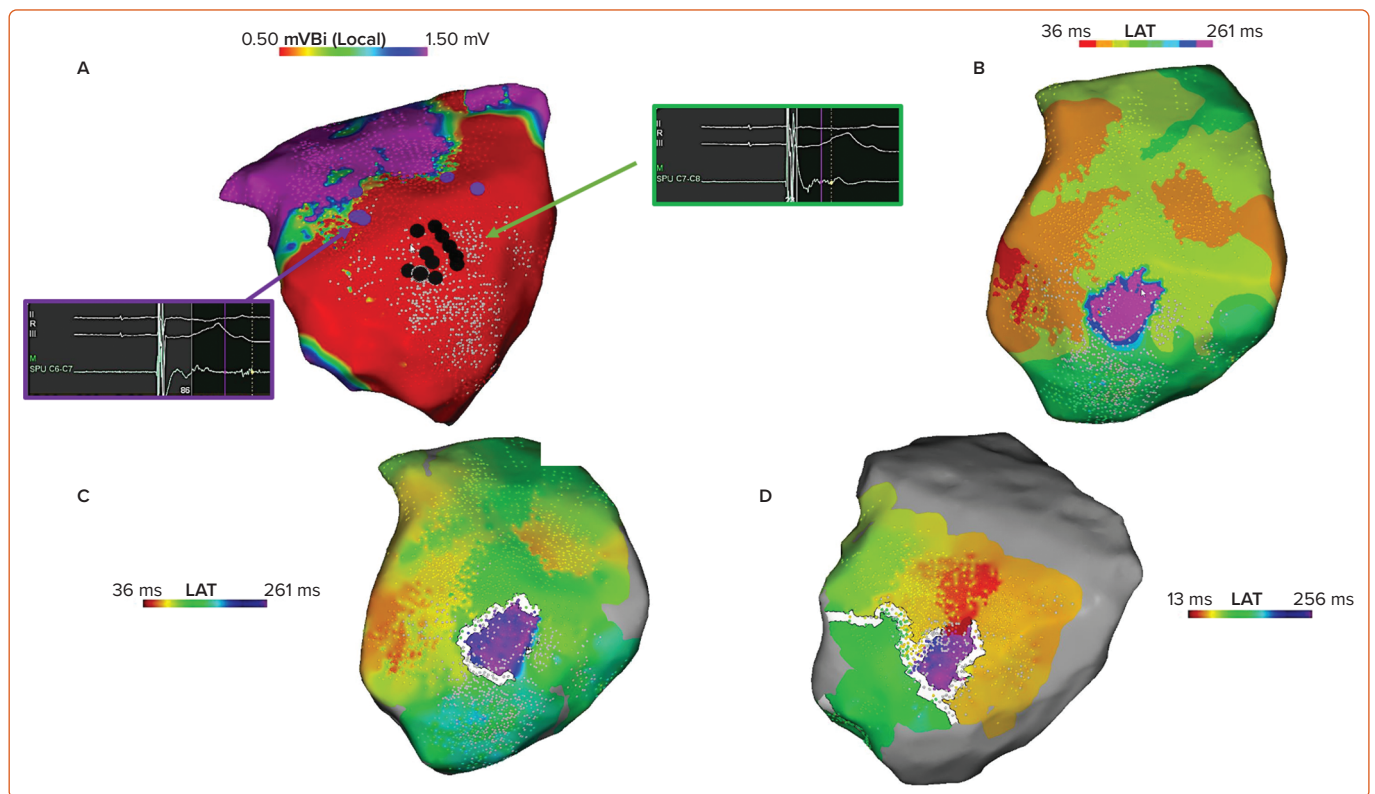 0.50 mVBi (Local) 1.50 mV
A
36 ms LAT 261 ms
B
II
R
III
M
SPU C7-C8
II
R
III
M
SPU C6-C7
86
C
36 ms LAT 261 ms
D
13 ms LAT 256 ms